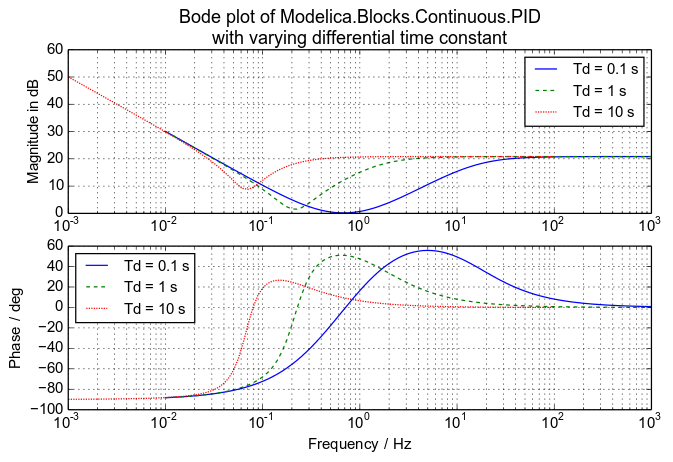 Bode plot of Modelica.Blocks.Continuous.PID
with varying differential time constant
Magnitude in dB
60
50
40
30
20
10
0
10^-3
10^-2
10^-1
10^0
10^1
10^2
10^3
Td = 0.1 s
Td = 1 s
Td = 10 s
Phase / deg
60
40
20
0
−20
−40
−60
−80
−100
10^-3
10^-2
10^-1
10^0
10^1
10^2
10^3
Td = 0.1 s
Td = 1 s
Td = 10 s
Frequency / Hz